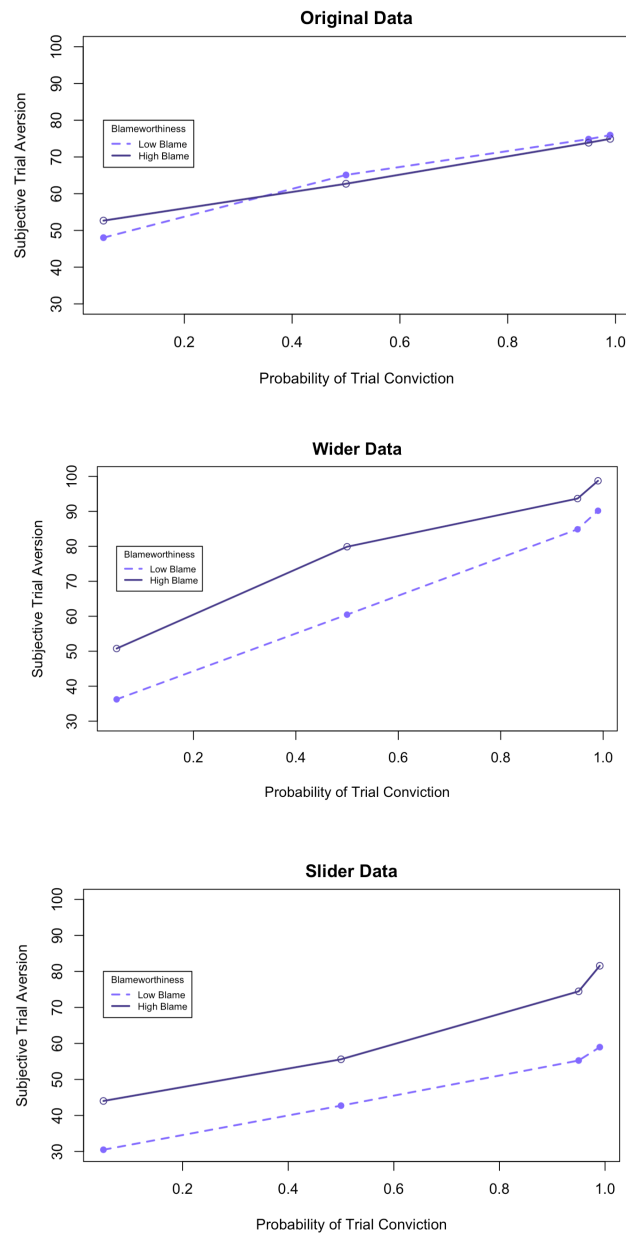 Original Data
Subjective Trial Aversion
100
90
80
70
60
50
40
30
Blameworthiness
Low Blame
High Blame
0.2 0.4 0.6 0.8 1.0
Probability of Trial Conviction
Wider Data
Subjective Trial Aversion
100
90
80
70
60
50
40
30
Blameworthiness
Low Blame
High Blame
0.2 0.4 0.6 0.8 1.0
Probability of Trial Conviction
Slider Data
Subjective Trial Aversion
100
90
80
70
60
50
40
30
Blameworthiness
Low Blame
High Blame
0.2 0.4 0.6 0.8 1.0
Probability of Trial Conviction